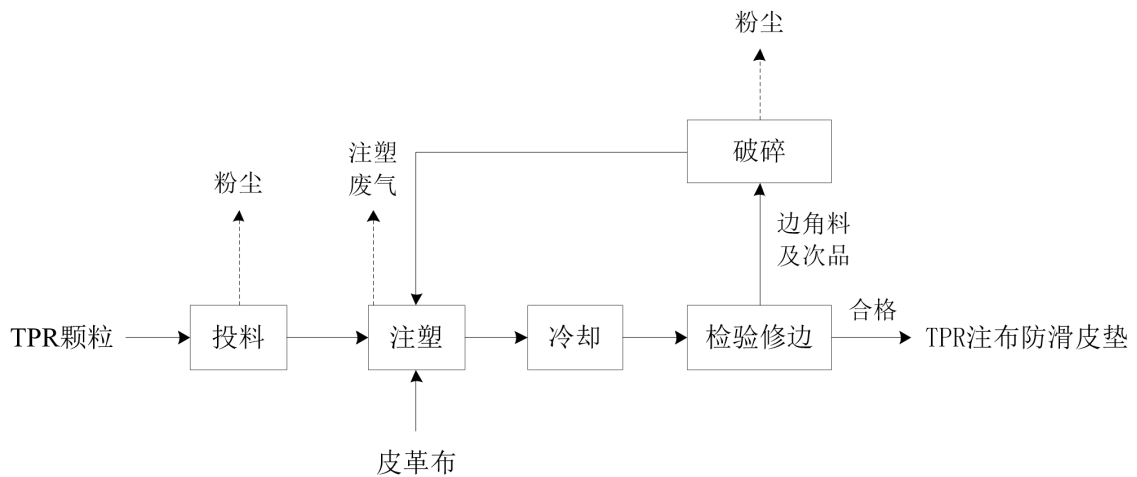 粉尘
破碎
注塑
废气
粉尘
边角料
及次品
TPR颗粒
投料
注塑
冷却
检验修边
合格
TPR注布防滑皮垫
皮革布